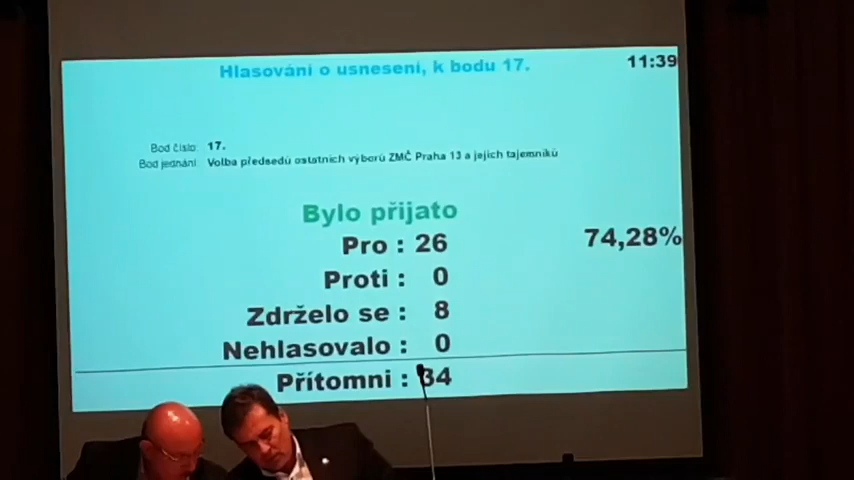 Hlasování o usnesení, k bodu 17.
11:39
Bod číslo: 17.
Bod jednání: Volba předsedů ostatních výborů ZMČ Praha 13 a jejich tajemníků
Bylo přijato
Pro : 26
74,28%
Proti : 0
Zdrželo se : 8
Nehlasovalo : 0
Přítomni : 34